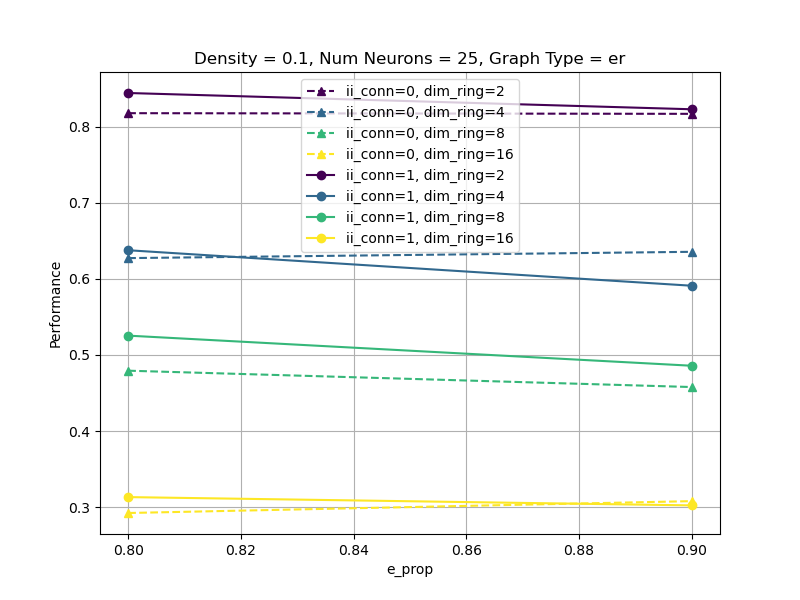 Density = 0.1, Num Neurons = 25, Graph Type = er
ii_conn=0, dim_ring=2
ii_conn=0, dim_ring=4
ii_conn=0, dim_ring=8
ii_conn=0, dim_ring=16
ii_conn=1, dim_ring=2
ii_conn=1, dim_ring=4
ii_conn=1, dim_ring=8
ii_conn=1, dim_ring=16
Performance
0.8
0.7
0.6
0.5
0.4
0.3
0.80 0.82 0.84 0.86 0.88 0.90
e_prop